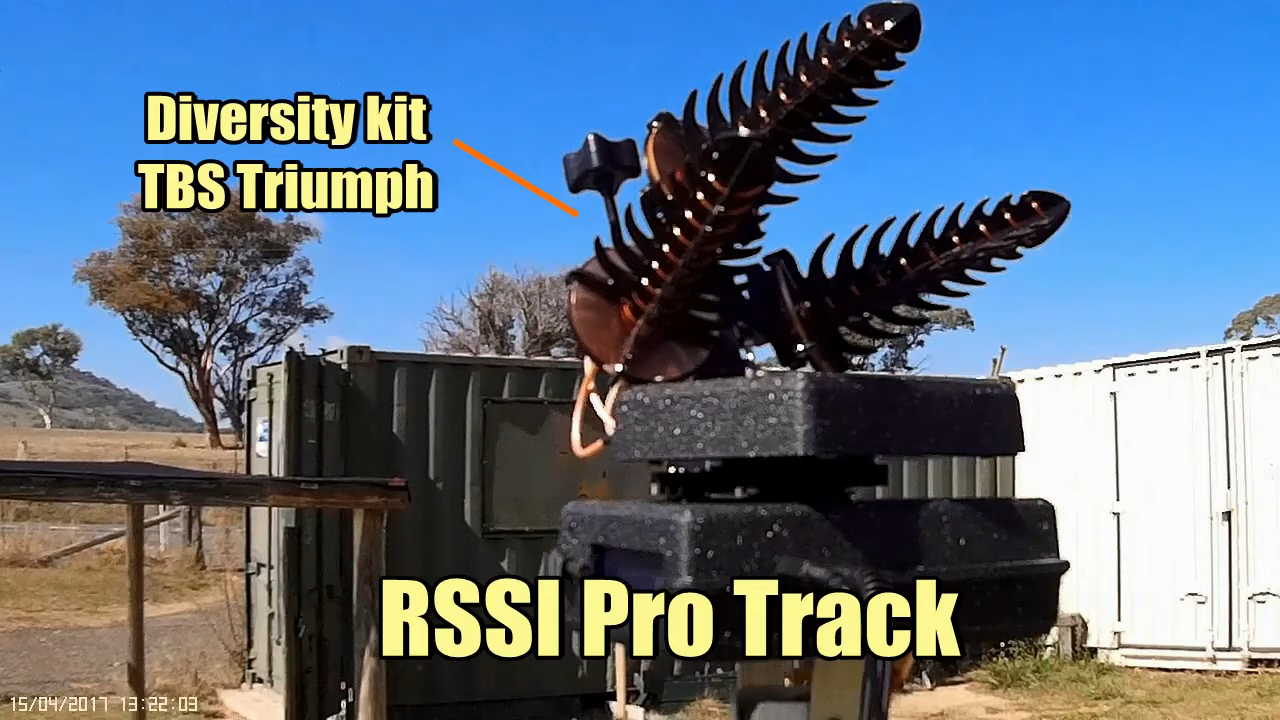 Diversity kit
TBS Triumph
RSSI Pro Track
15/04/2017 13:22:03